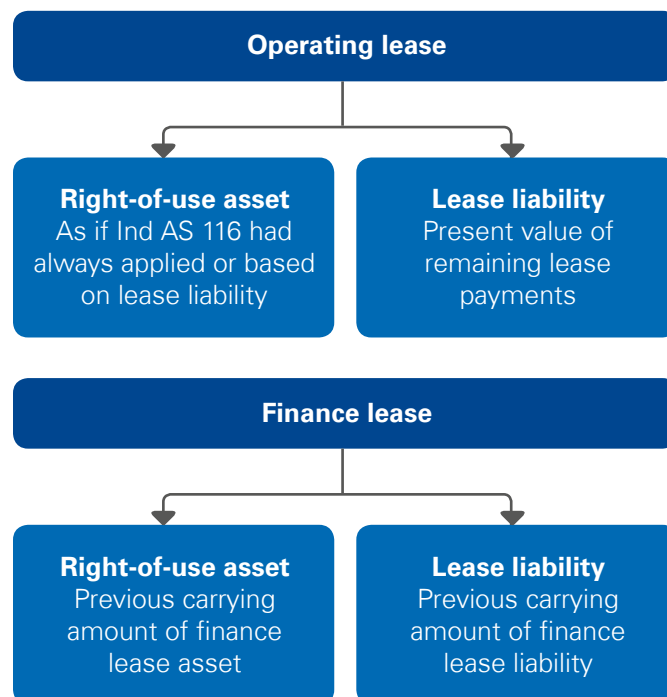 Operating lease
Right-of-use asset
As if Ind AS 116 had
always applied or based
on lease liability
Lease liability
Present value of
remaining lease
payments
Finance lease
Right-of-use asset
Previous carrying
amount of finance
lease asset
Lease liability
Previous carrying
amount of finance
lease liability